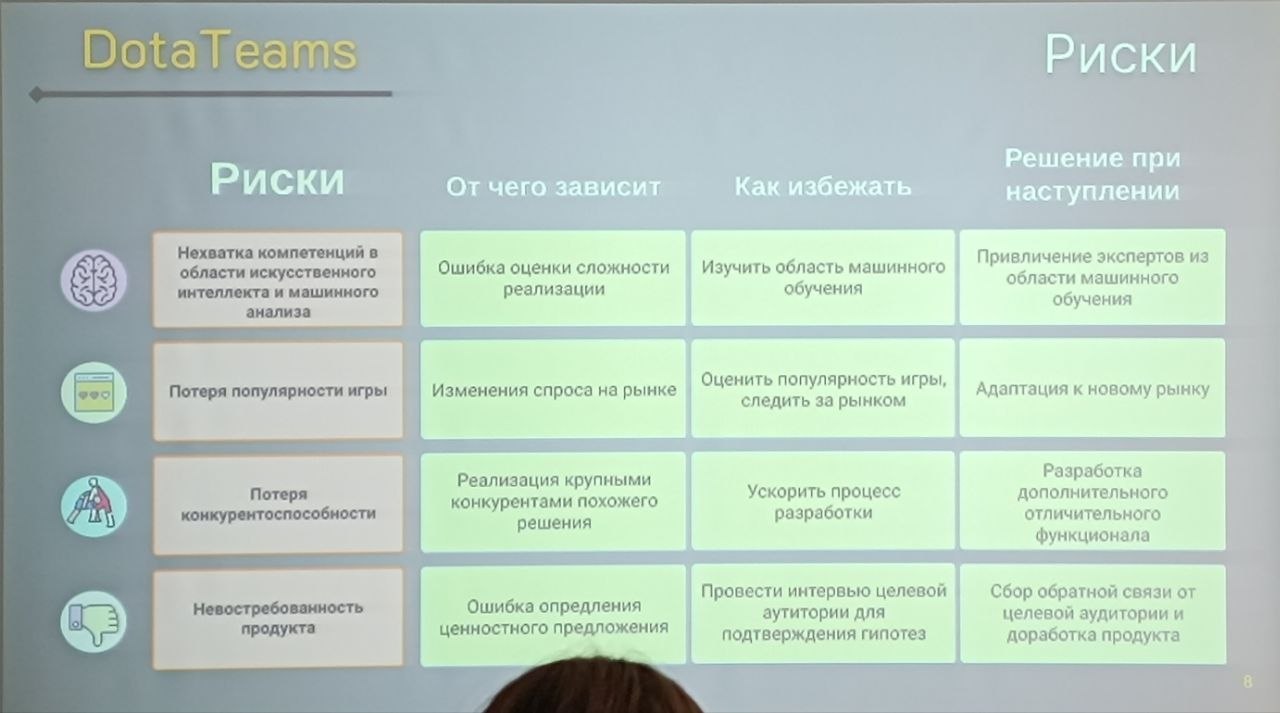 DotaTeams
Риски
Риски
От чего зависит
Как избежать
Решение при
наступлении
Нехватка компетенций в
области искусственного
интеллекта и машинного
анализа
Ошибка оценки сложности
реализации
Изучить область машинного
обучения
Привличение экспертов из
области машинного
обучения
Потеря популярности игры
Изменения спроса на рынке
Оценить популярность игры,
следить за рынком
Адаптация к новому рынку
Потеря
конкурентоспособности
Реализация крупными
конкурентами похожего
решения
Ускорить процесс
разработки
Разработка
дополнительного
отличительного
функционала
Невостребованность
продукта
Ошибка опредления
ценностного предложения
Провести интервью целевой
аутитории для
подтверждения гипотез
Сбор обратной связи от
целевой аудитории и
доработка продукта
8